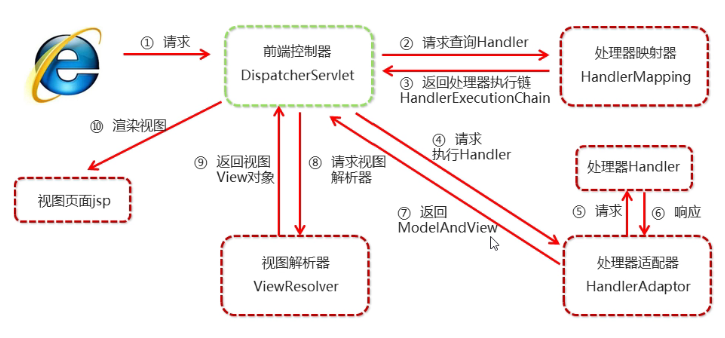 ① 请求
前端控制器
DispatcherServlet
② 请求查询Handler
③ 返回处理器执行链
HandlerExecutionChain
处理器映射器
HandlerMapping
⑩ 渲染视图
④ 请求
执行Handler
⑨ 返回视图
View对象
⑧ 请求视图
解析器
处理器Handler
视图页面jsp
⑦ 返回
ModelAndView
⑤ 请求
⑥ 响应
视图解析器
ViewResolver
处理器适配器
HandlerAdaptor